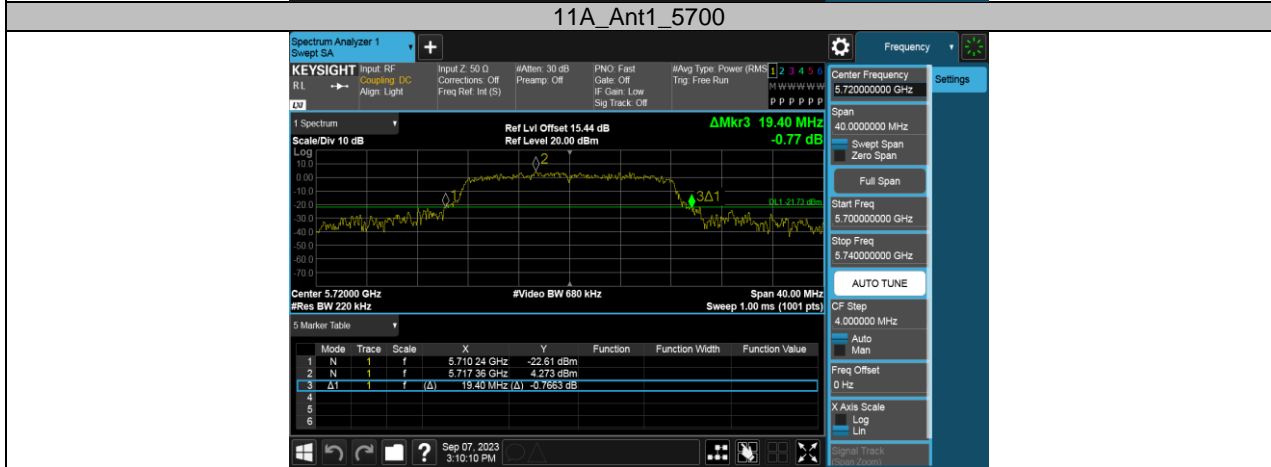 11A_Ant1_5700
Spectrum Analyzer 1
Swept SA
+
Frequency
KEYSIGHT Input: RF Input Z: 50 Ω #Atten: 30 dB PNO: Fast #Avg Type: Power (RMS 1 2 3 4 5 6
RL Coupling: DC Corrections: Off Preamp: Off Gate: Off Trig: Free Run M W W W W W
Align: Light Freq Ref: Int (S) IF Gain: Low
LXI Sig Track: Off P P P P P P
1 Spectrum
Scale/Div 10 dB
Ref Lvl Offset 15.44 dB
Ref Level 20.00 dBm
ΔMkr3 19.40 MHz
-0.77 dB
Log
10.0
0.00
-10.0
-20.0
-30.0
-40.0
-50.0
-60.0
-70.0
1
2
3Δ1
DL1 -21.73 dBm
Center 5.72000 GHz #Video BW 680 kHz Span 40.00 MHz
#Res BW 220 kHz Sweep 1.00 ms (1001 pts)
5 Marker Table
Mode Trace Scale X Y Function Function Width Function Value
1 N 1 f 5.710 24 GHz -22.61 dBm
2 N 1 f 5.717 36 GHz 4.273 dBm
3 Δ1 1 f (Δ) 19.40 MHz (Δ) -0.7663 dB
4
5
6
Center Frequency
5.720000000 GHz
Settings
Span
40.0000000 MHz
Swept Span
Zero Span
Full Span
Start Freq
5.700000000 GHz
Stop Freq
5.740000000 GHz
AUTO TUNE
CF Step
4.000000 MHz
Auto
Man
Freq Offset
0 Hz
X Axis Scale
Log
Lin
Signal Track
(Span Zoom)
?
Sep 07, 2023
3:10:10 PM